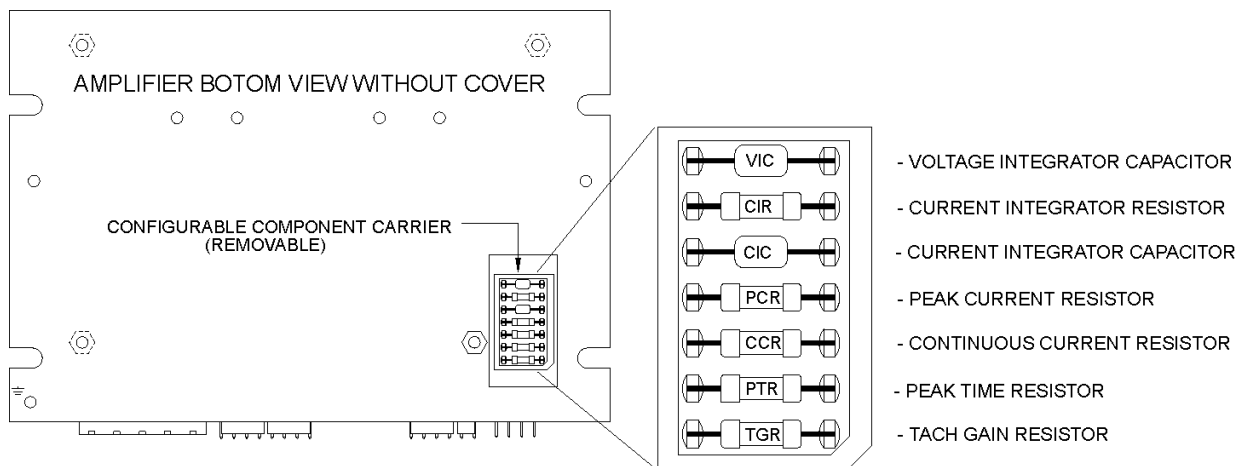 AMPLIFIER BOTOM VIEW WITHOUT COVER
CONFIGURABLE COMPONENT CARRIER
(REMOVABLE)
VIC - VOLTAGE INTEGRATOR CAPACITOR
CIR - CURRENT INTEGRATOR RESISTOR
CIC - CURRENT INTEGRATOR CAPACITOR
PCR - PEAK CURRENT RESISTOR
CCR - CONTINUOUS CURRENT RESISTOR
PTR - PEAK TIME RESISTOR
TGR - TACH GAIN RESISTOR